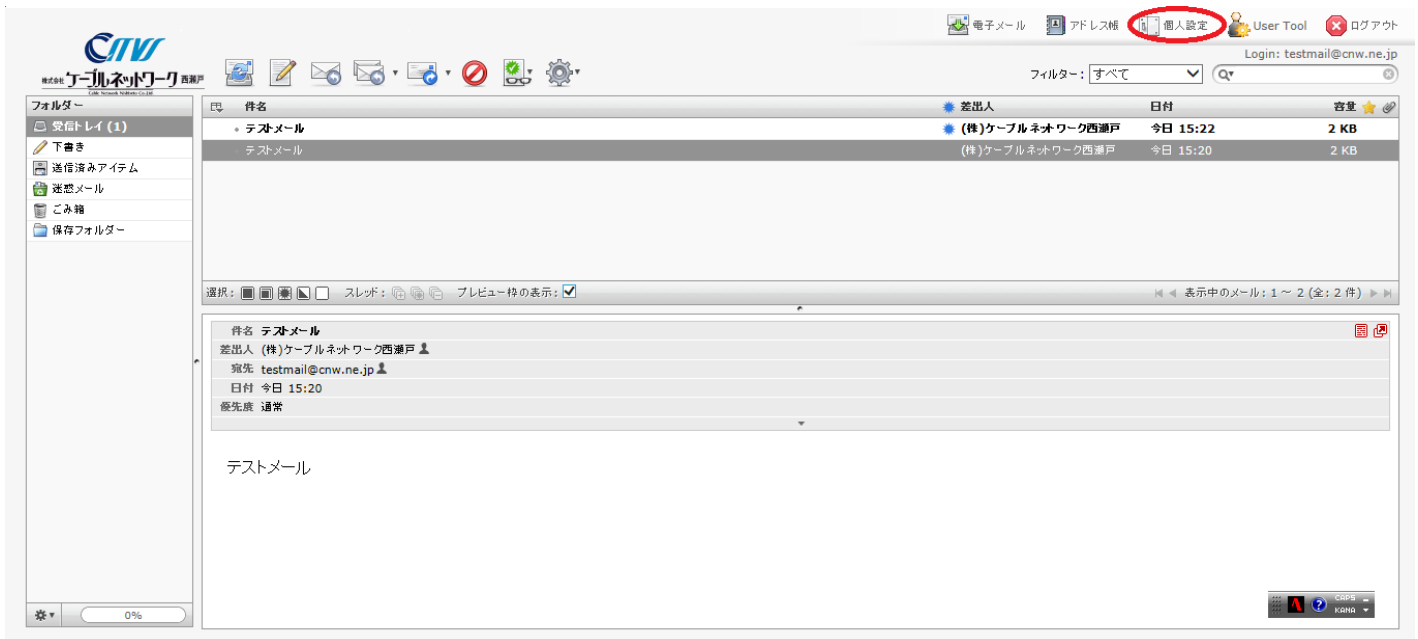 電子メール アドレス帳 個人設定 User Tool ログアウト
CNW
株式会社 ケーブルネットワーク 西瀬戸
Login: testmail@cnw.ne.jp
フィルター: すべて
フォルダー
件名 差出人 日付 容量
受信トレイ (1)
テストメール (株)ケーブルネットワーク西瀬戸 今日 15:22 2 KB
下書き
テストメール (株)ケーブルネットワーク西瀬戸 今日 15:20 2 KB
送信済みアイテム
迷惑メール
ごみ箱
保存フォルダー
選択: スレッド: プレビュー枠の表示: 表示中のメール: 1 ~ 2 (全: 2 件)
件名 テストメール
差出人 (株)ケーブルネットワーク西瀬戸
宛先 testmail@cnw.ne.jp
日付 今日 15:20
優先度 通常
テストメール
0%
A ? CAPS
KANA